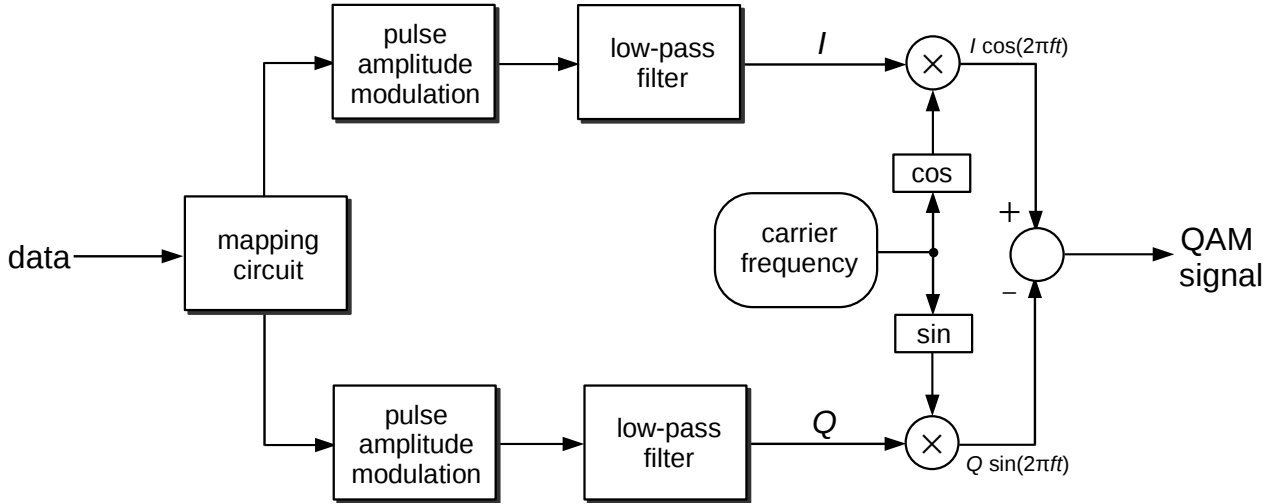 pulse
amplitude
modulation
low-pass
filter
I
×
I cos(2πft)
cos
data
mapping
circuit
carrier
frequency
+
−
QAM
signal
sin
pulse
amplitude
modulation
low-pass
filter
Q
×
Q sin(2πft)